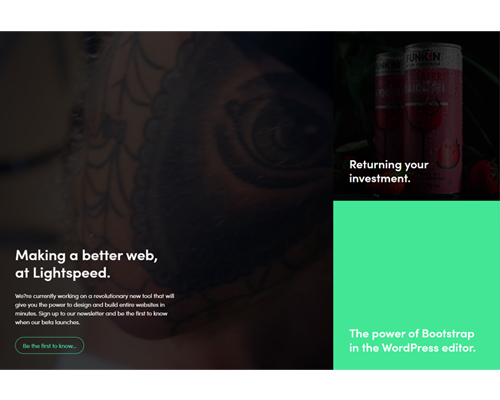 FUNKIN
Returning your
investment.
Making a better web,
at Lightspeed.
We?re currently working on a revolutionary new tool that will
give you the power to design and build entire websites in
minutes. Sign up to our newsletter and be the first to know
when our beta launches.
Be the first to know...
The power of Bootstrap
in the WordPress editor.